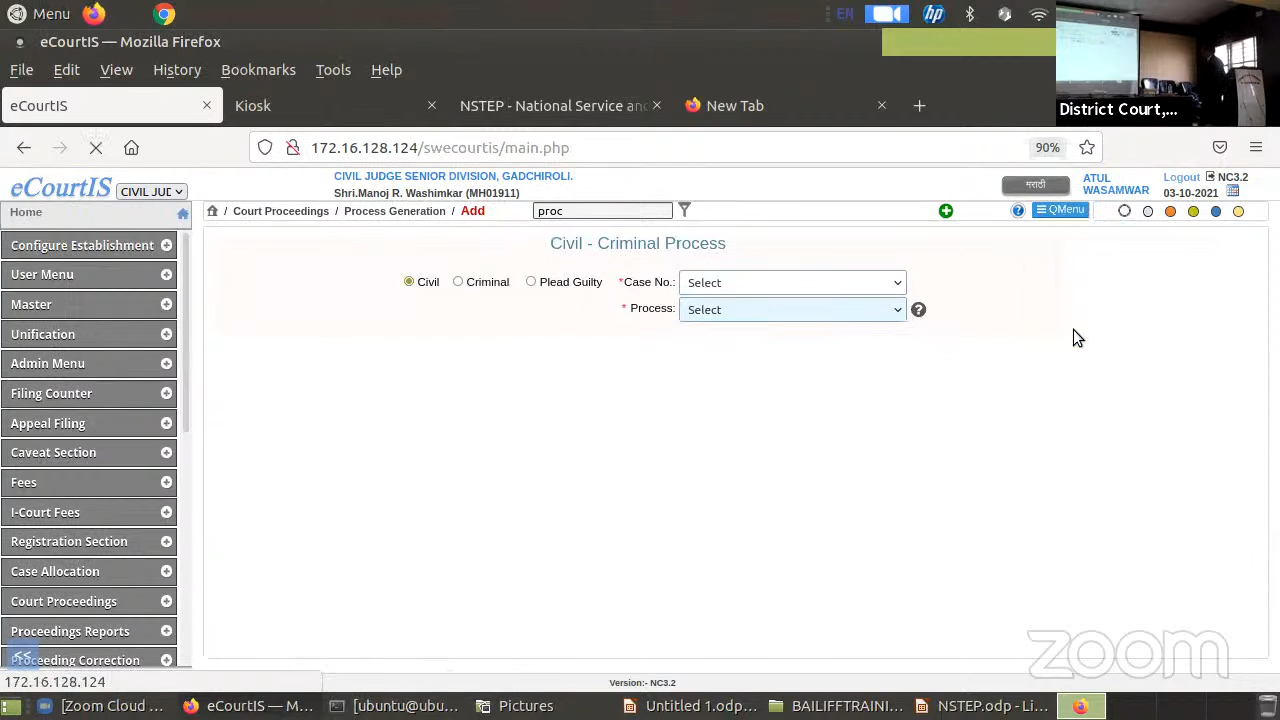 Menu
EN
eCourtIS — Mozilla Firefox
File Edit View History Bookmarks Tools Help
eCourtIS
Kiosk
NSTEP - National Service an
New Tab
District Court,...
172.16.128.124/swecourtis/main.php
90%
eCourtIS
CIVIL JUD
CIVIL JUDGE SENIOR DIVISION, GADCHIROLI.
Shri.Manoj R. Washimkar (MH01911)
मराठी
ATUL WASAMWAR
Logout NC3.2
03-10-2021
Home
/ Court Proceedings / Process Generation / Add
proc
QMenu
Configure Establishment
User Menu
Master
Unification
Admin Menu
Filing Counter
Appeal Filing
Caveat Section
Fees
I-Court Fees
Registration Section
Case Allocation
Court Proceedings
Proceedings Reports
Proceeding Correction
<<
Civil - Criminal Process
Civil Criminal Plead Guilty *Case No.: Select
* Process: Select
zoom
172.16.128.124
Version:- NC3.2
[Zoom Cloud ...
eCourtIS — M...
[ubuntu@ubu...
Pictures
Untitled 1.odp...
BAILIFFTRAINI...
NSTEP.odp - Li...